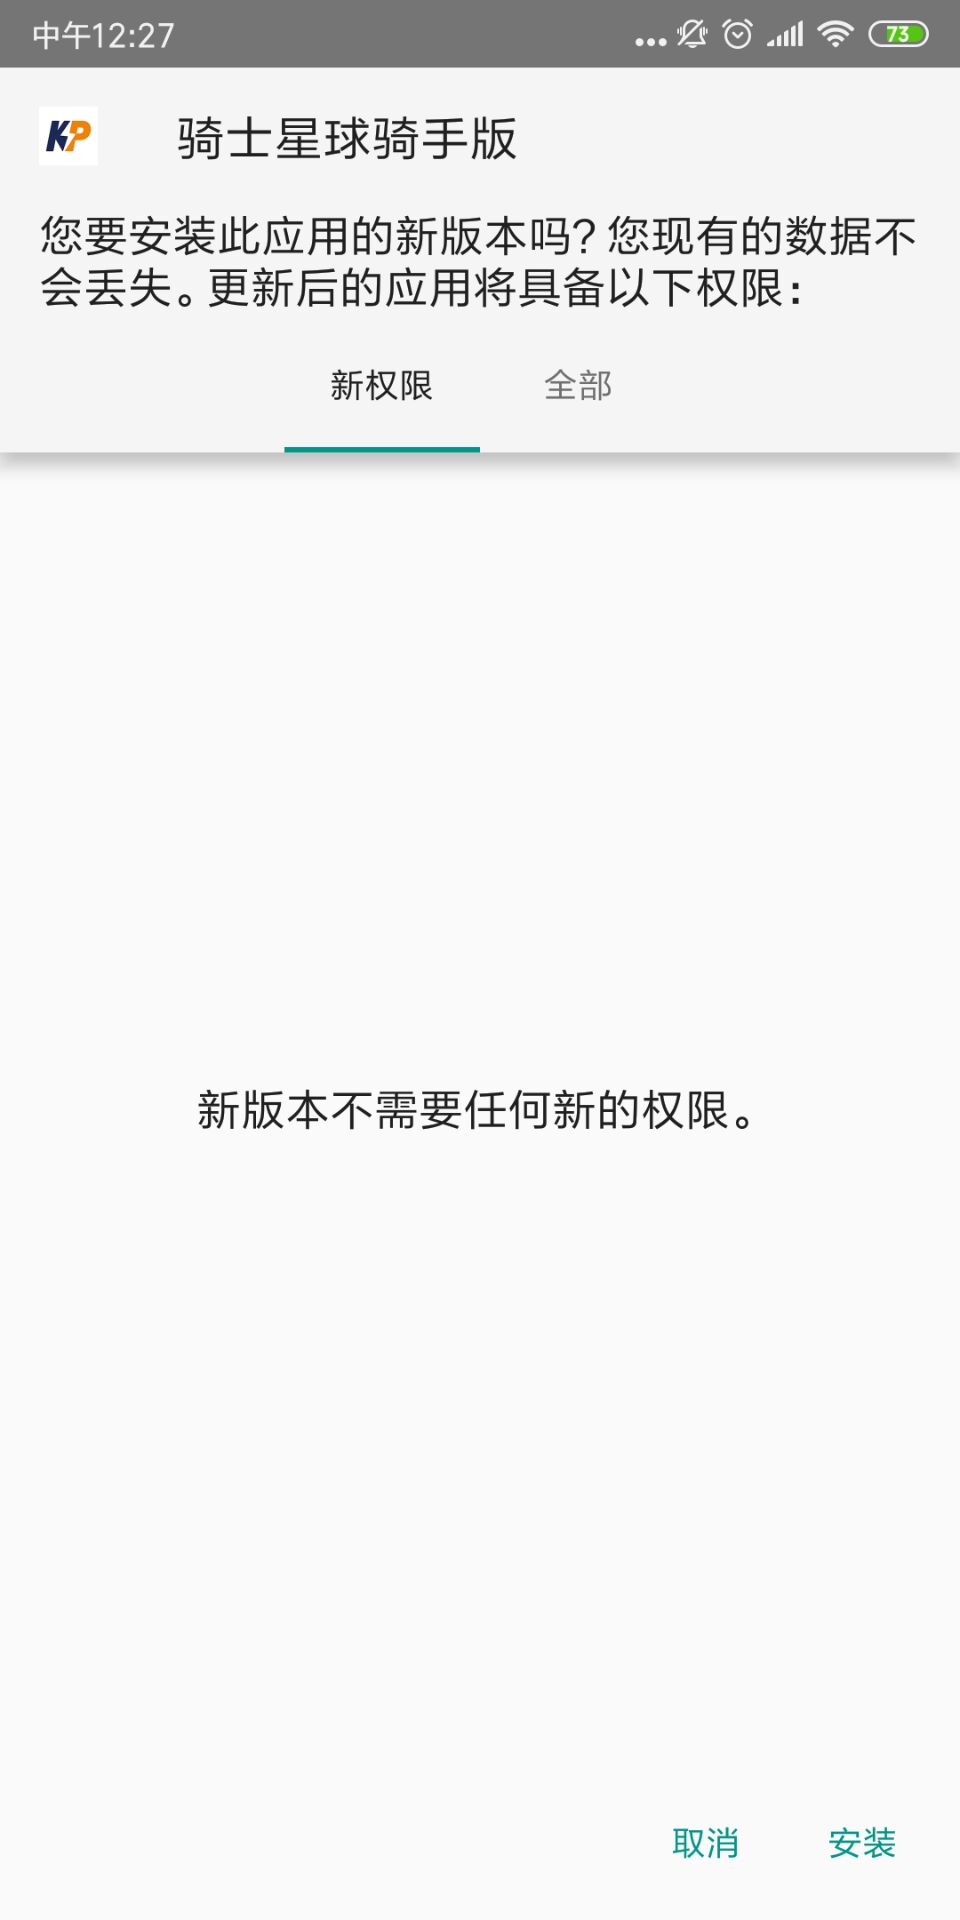 中午12:27
73
KP
骑士星球骑手版
您要安装此应用的新版本吗？您现有的数据不
会丢失。更新后的应用将具备以下权限：
新权限
全部
新版本不需要任何新的权限。
取消
安装